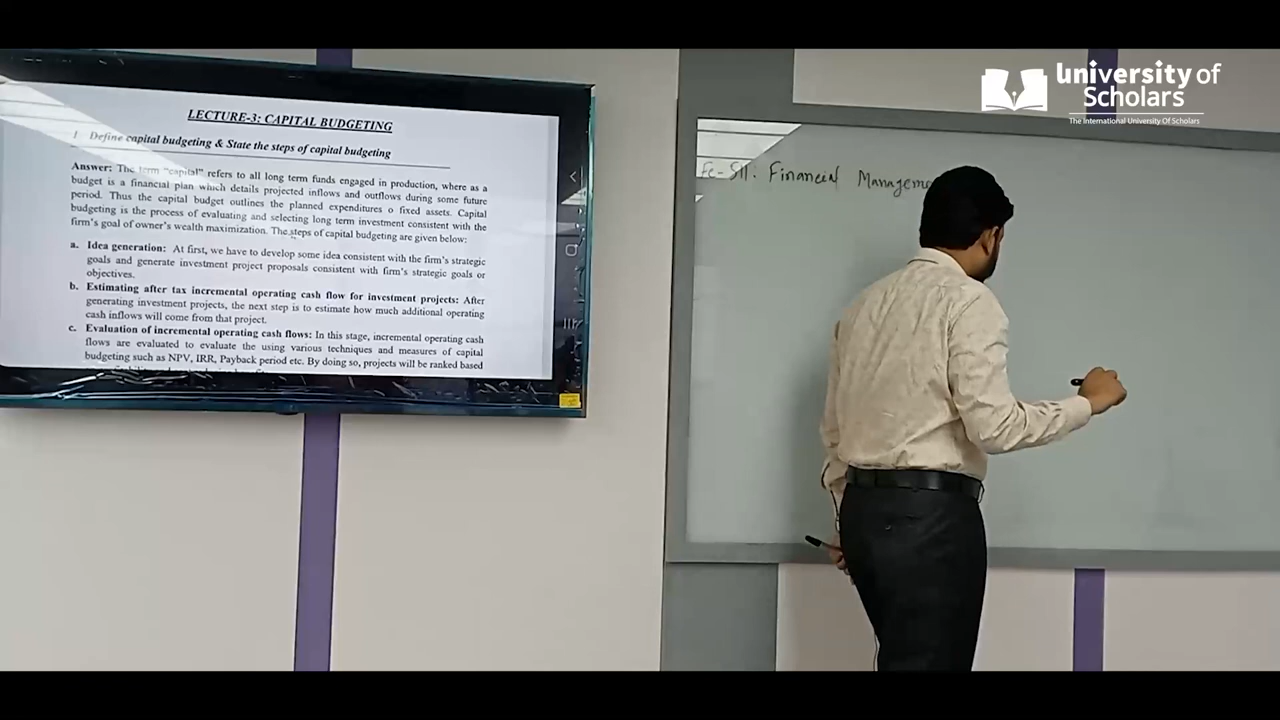 University of
Scholars
The International University Of Scholars
LECTURE-3: CAPITAL BUDGETING
1 Define capital budgeting & State the steps of capital budgeting
Answer: The term "capital" refers to all long term funds engaged in production, where as a
budget is a financial plan which details projected inflows and outflows during some future
period. Thus the capital budget outlines the planned expenditures o fixed assets. Capital
budgeting is the process of evaluating and selecting long term investment consistent with the
firm's goal of owner's wealth maximization. The steps of capital budgeting are given below:
a. Idea generation: At first, we have to develop some idea consistent with the firm's strategic
goals and generate investment project proposals consistent with firm's strategic goals or
objectives.
b. Estimating after tax incremental operating cash flow for investment projects: After
generating investment projects, the next step is to estimate how much additional operating
cash inflows will come from that project.
c. Evaluation of incremental operating cash flows: In this stage, incremental operating cash
flows are evaluated to evaluate the using various techniques and measures of capital
budgeting such as NPV, IRR, Payback period etc. By doing so, projects will be ranked based
Financial